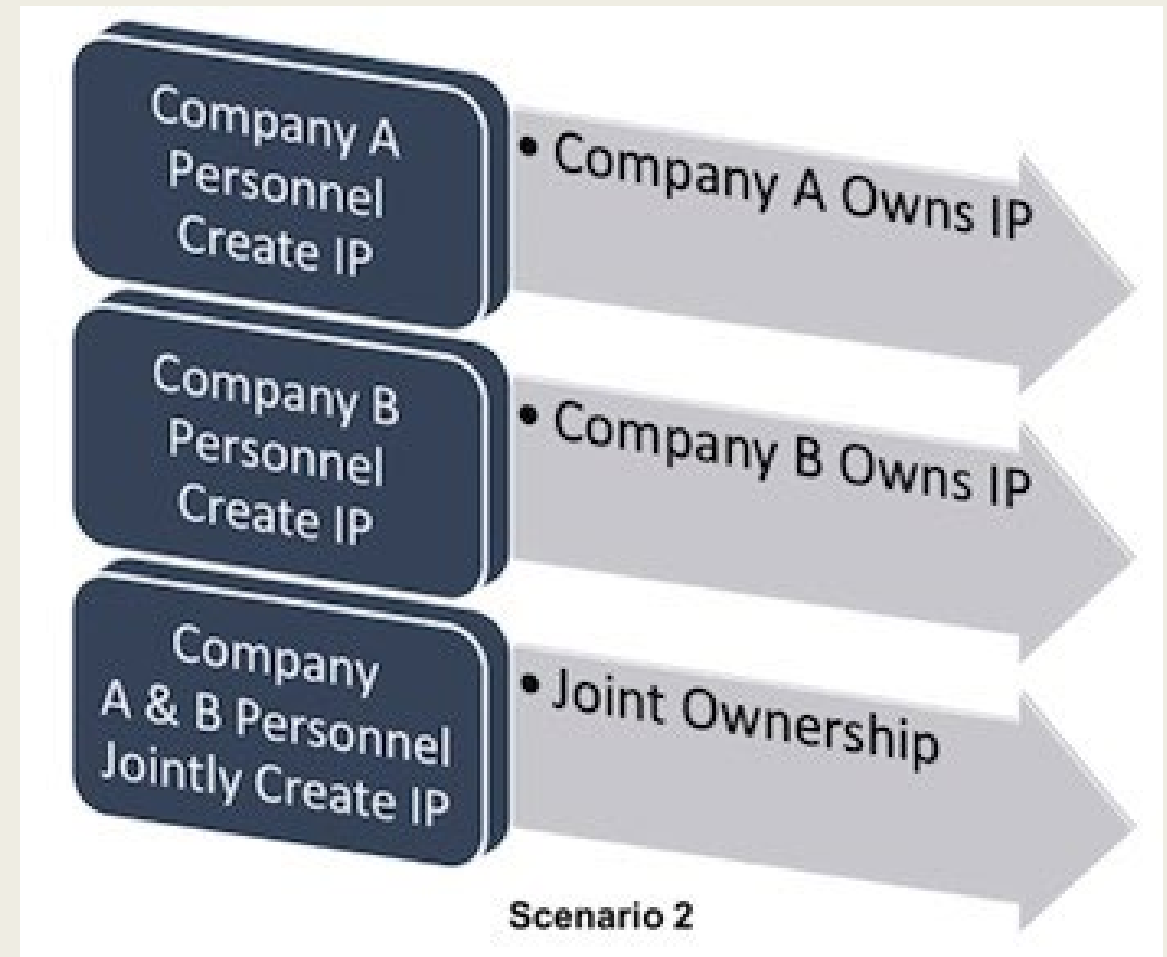 Company A
Personnel
Create IP
• Company A Owns IP
Company B
Personnel
Create IP
• Company B Owns IP
Company
A & B Personnel
Jointly Create IP
• Joint Ownership
Scenario 2